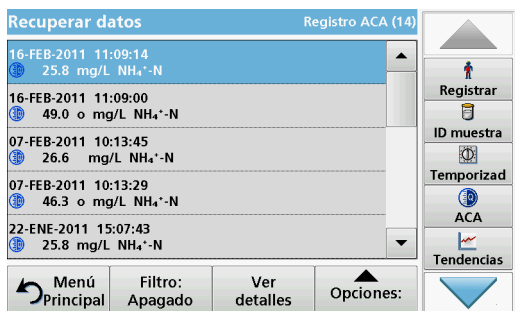 Recuperar datos
Registro ACA (14)
16-FEB-2011 11:09:14
25.8 mg/L NH₄⁺-N
16-FEB-2011 11:09:00
49.0 o mg/L NH₄⁺-N
07-FEB-2011 10:13:45
26.6 mg/L NH₄⁺-N
07-FEB-2011 10:13:29
46.3 o mg/L NH₄⁺-N
22-ENE-2011 15:07:43
25.8 mg/L NH₄⁺-N
Menú
Principal
Filtro:
Apagado
Ver
detalles
Opciones:
Registrar
ID muestra
Temporizad
ACA
Tendencias